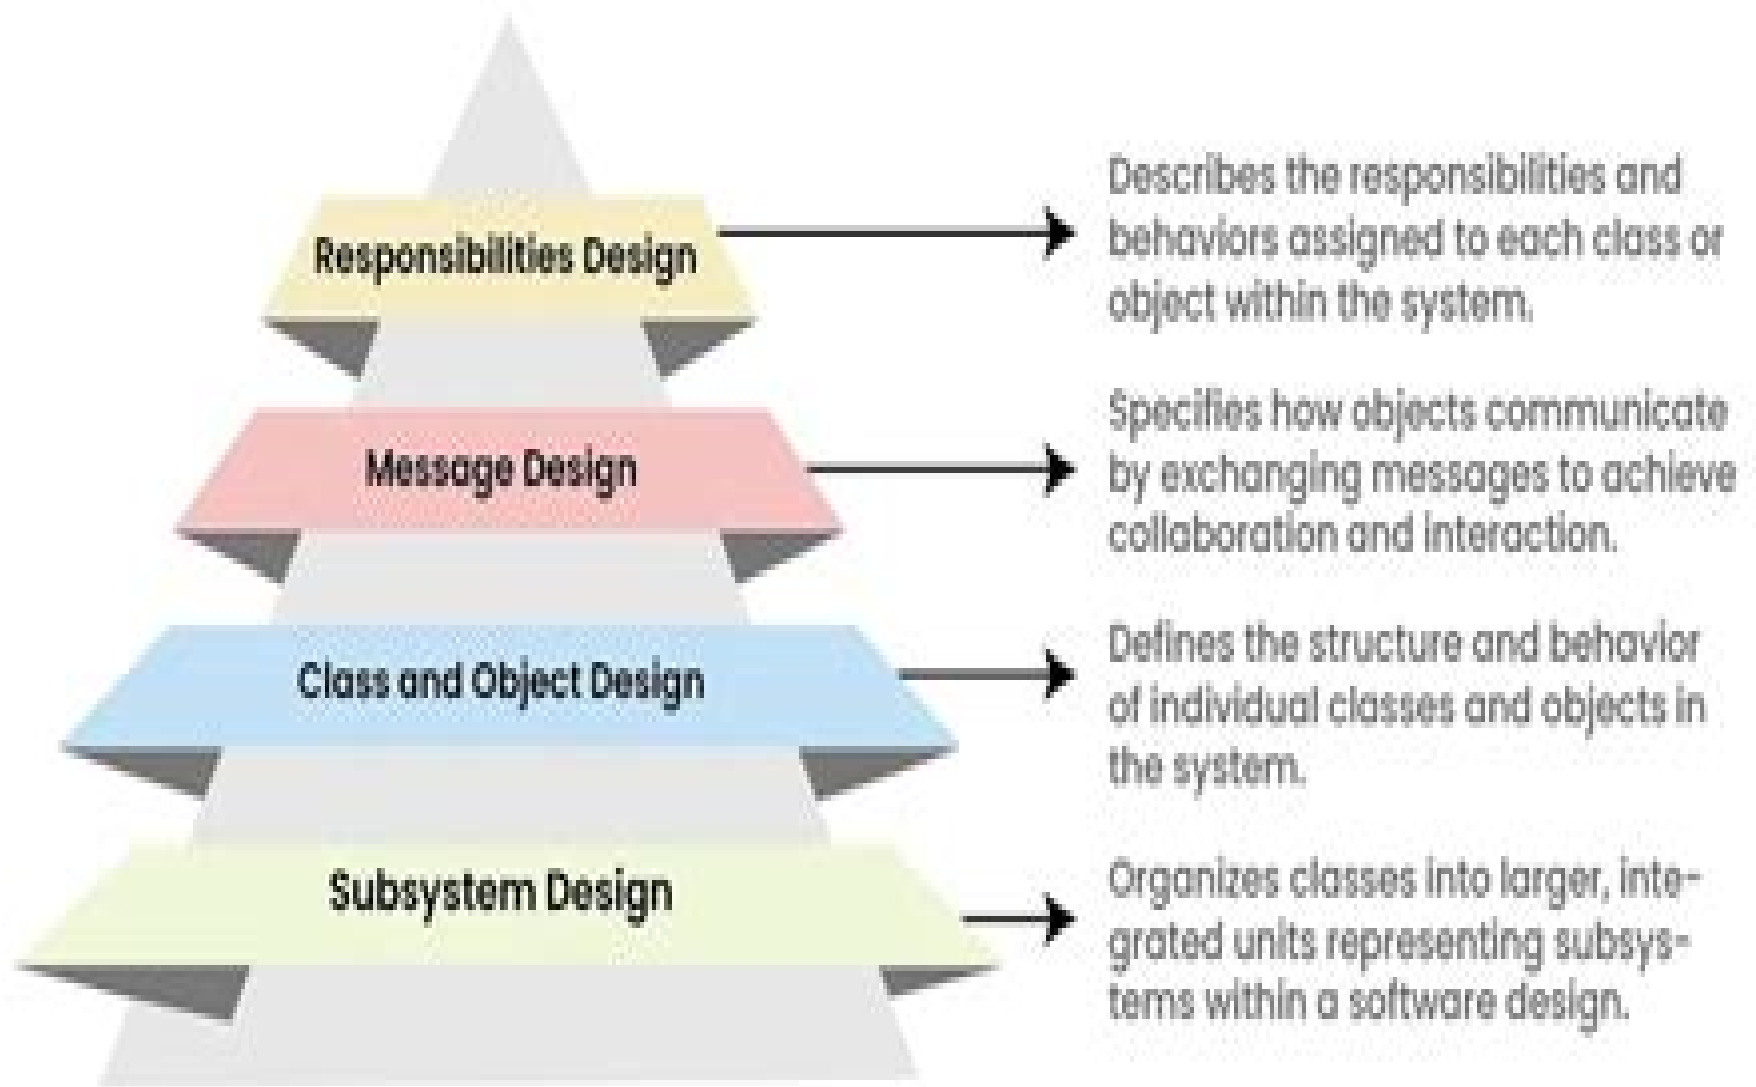 Responsibilities Design
Describes the responsibilities and
behaviors assigned to each class or
object within the system.
Message Design
Specifies how objects communicate
by exchanging messages to achieve
collaboration and interaction.
Class and Object Design
Defines the structure and behavior
of individual classes and objects in
the system.
Subsystem Design
Organizes classes into larger, inte-
grated units representing subsys-
tems within a software design.